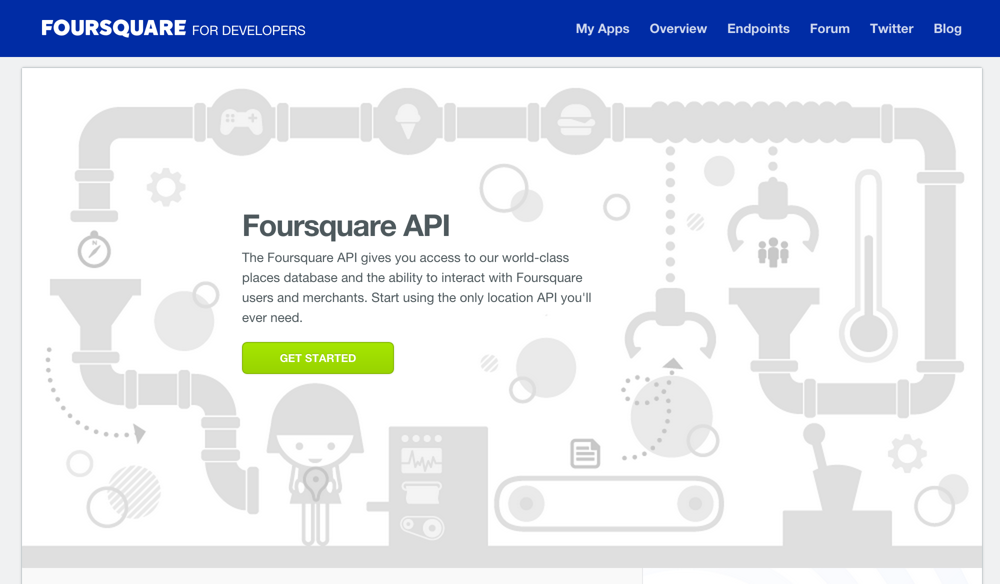 FOURSQUARE FOR DEVELOPERS
My Apps Overview Endpoints Forum Twitter Blog
N
Foursquare API
The Foursquare API gives you access to our world-class
places database and the ability to interact with Foursquare
users and merchants. Start using the only location API you'll
ever need.
GET STARTED